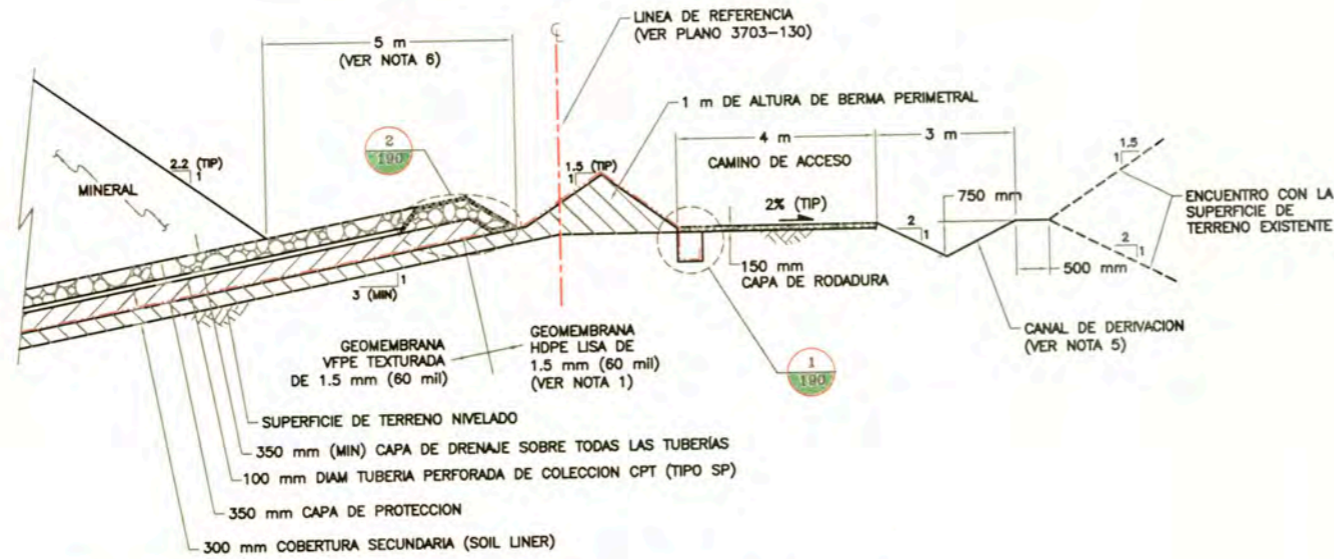 LINEA DE REFERENCIA
(VER PLANO 3703-130)
5 m
(VER NOTA 6)
1 m DE ALTURA DE BERMA PERIMETRAL
2
190
4 m
3 m
CAMINO DE ACCESO
2.2 (TIP)
1
MINERAL
1.5 (TIP)
1
2% (TIP)
750 mm
1.5
1
ENCUENTRO CON LA
SUPERFICIE DE
TERRENO EXISTENTE
2
1
2
1
150 mm
CAPA DE RODADURA
500 mm
1
3 (MIN)
GEOMEMBRANA
VFPE TEXTURADA
DE 1.5 mm (60 mil)
GEOMEMBRANA
HDPE LISA DE
1.5 mm (60 mil)
(VER NOTA 1)
CANAL DE DERIVACION
(VER NOTA 5)
1
190
SUPERFICIE DE TERRENO NIVELADO
350 mm (MIN) CAPA DE DRENAJE SOBRE TODAS LAS TUBERÍAS
100 mm DIAM TUBERIA PERFORADA DE COLECCION CPT (TIPO SP)
350 mm CAPA DE PROTECCION
300 mm COBERTURA SECUNDARIA (SOIL LINER)